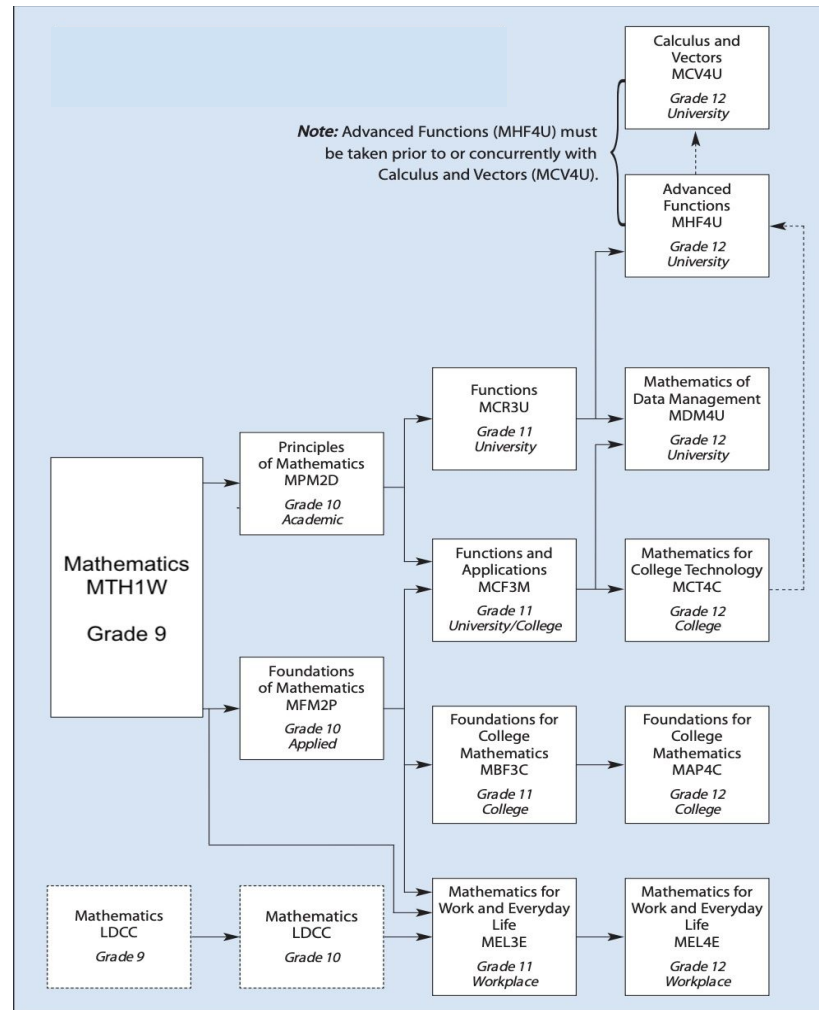 Calculus and
Vectors
MCV4U
Grade 12
University
Note: Advanced Functions (MHF4U) must
be taken prior to or concurrently with
Calculus and Vectors (MCV4U).
Advanced
Functions
MHF4U
Grade 12
University
Functions
MCR3U
Grade 11
University
Mathematics of
Data Management
MDM4U
Grade 12
University
Principles
of Mathematics
MPM2D
Grade 10
Academic
Mathematics
MTH1W
Grade 9
Functions and
Applications
MCF3M
Grade 11
University/College
Mathematics for
College Technology
MCT4C
Grade 12
College
Foundations
of Mathematics
MFM2P
Grade 10
Applied
Foundations for
College
Mathematics
MBF3C
Grade 11
College
Foundations for
College
Mathematics
MAP4C
Grade 12
College
Mathematics
LDCC
Grade 9
Mathematics
LDCC
Grade 10
Mathematics for
Work and Everyday
Life
MEL3E
Grade 11
Workplace
Mathematics for
Work and Everyday
Life
MEL4E
Grade 12
Workplace